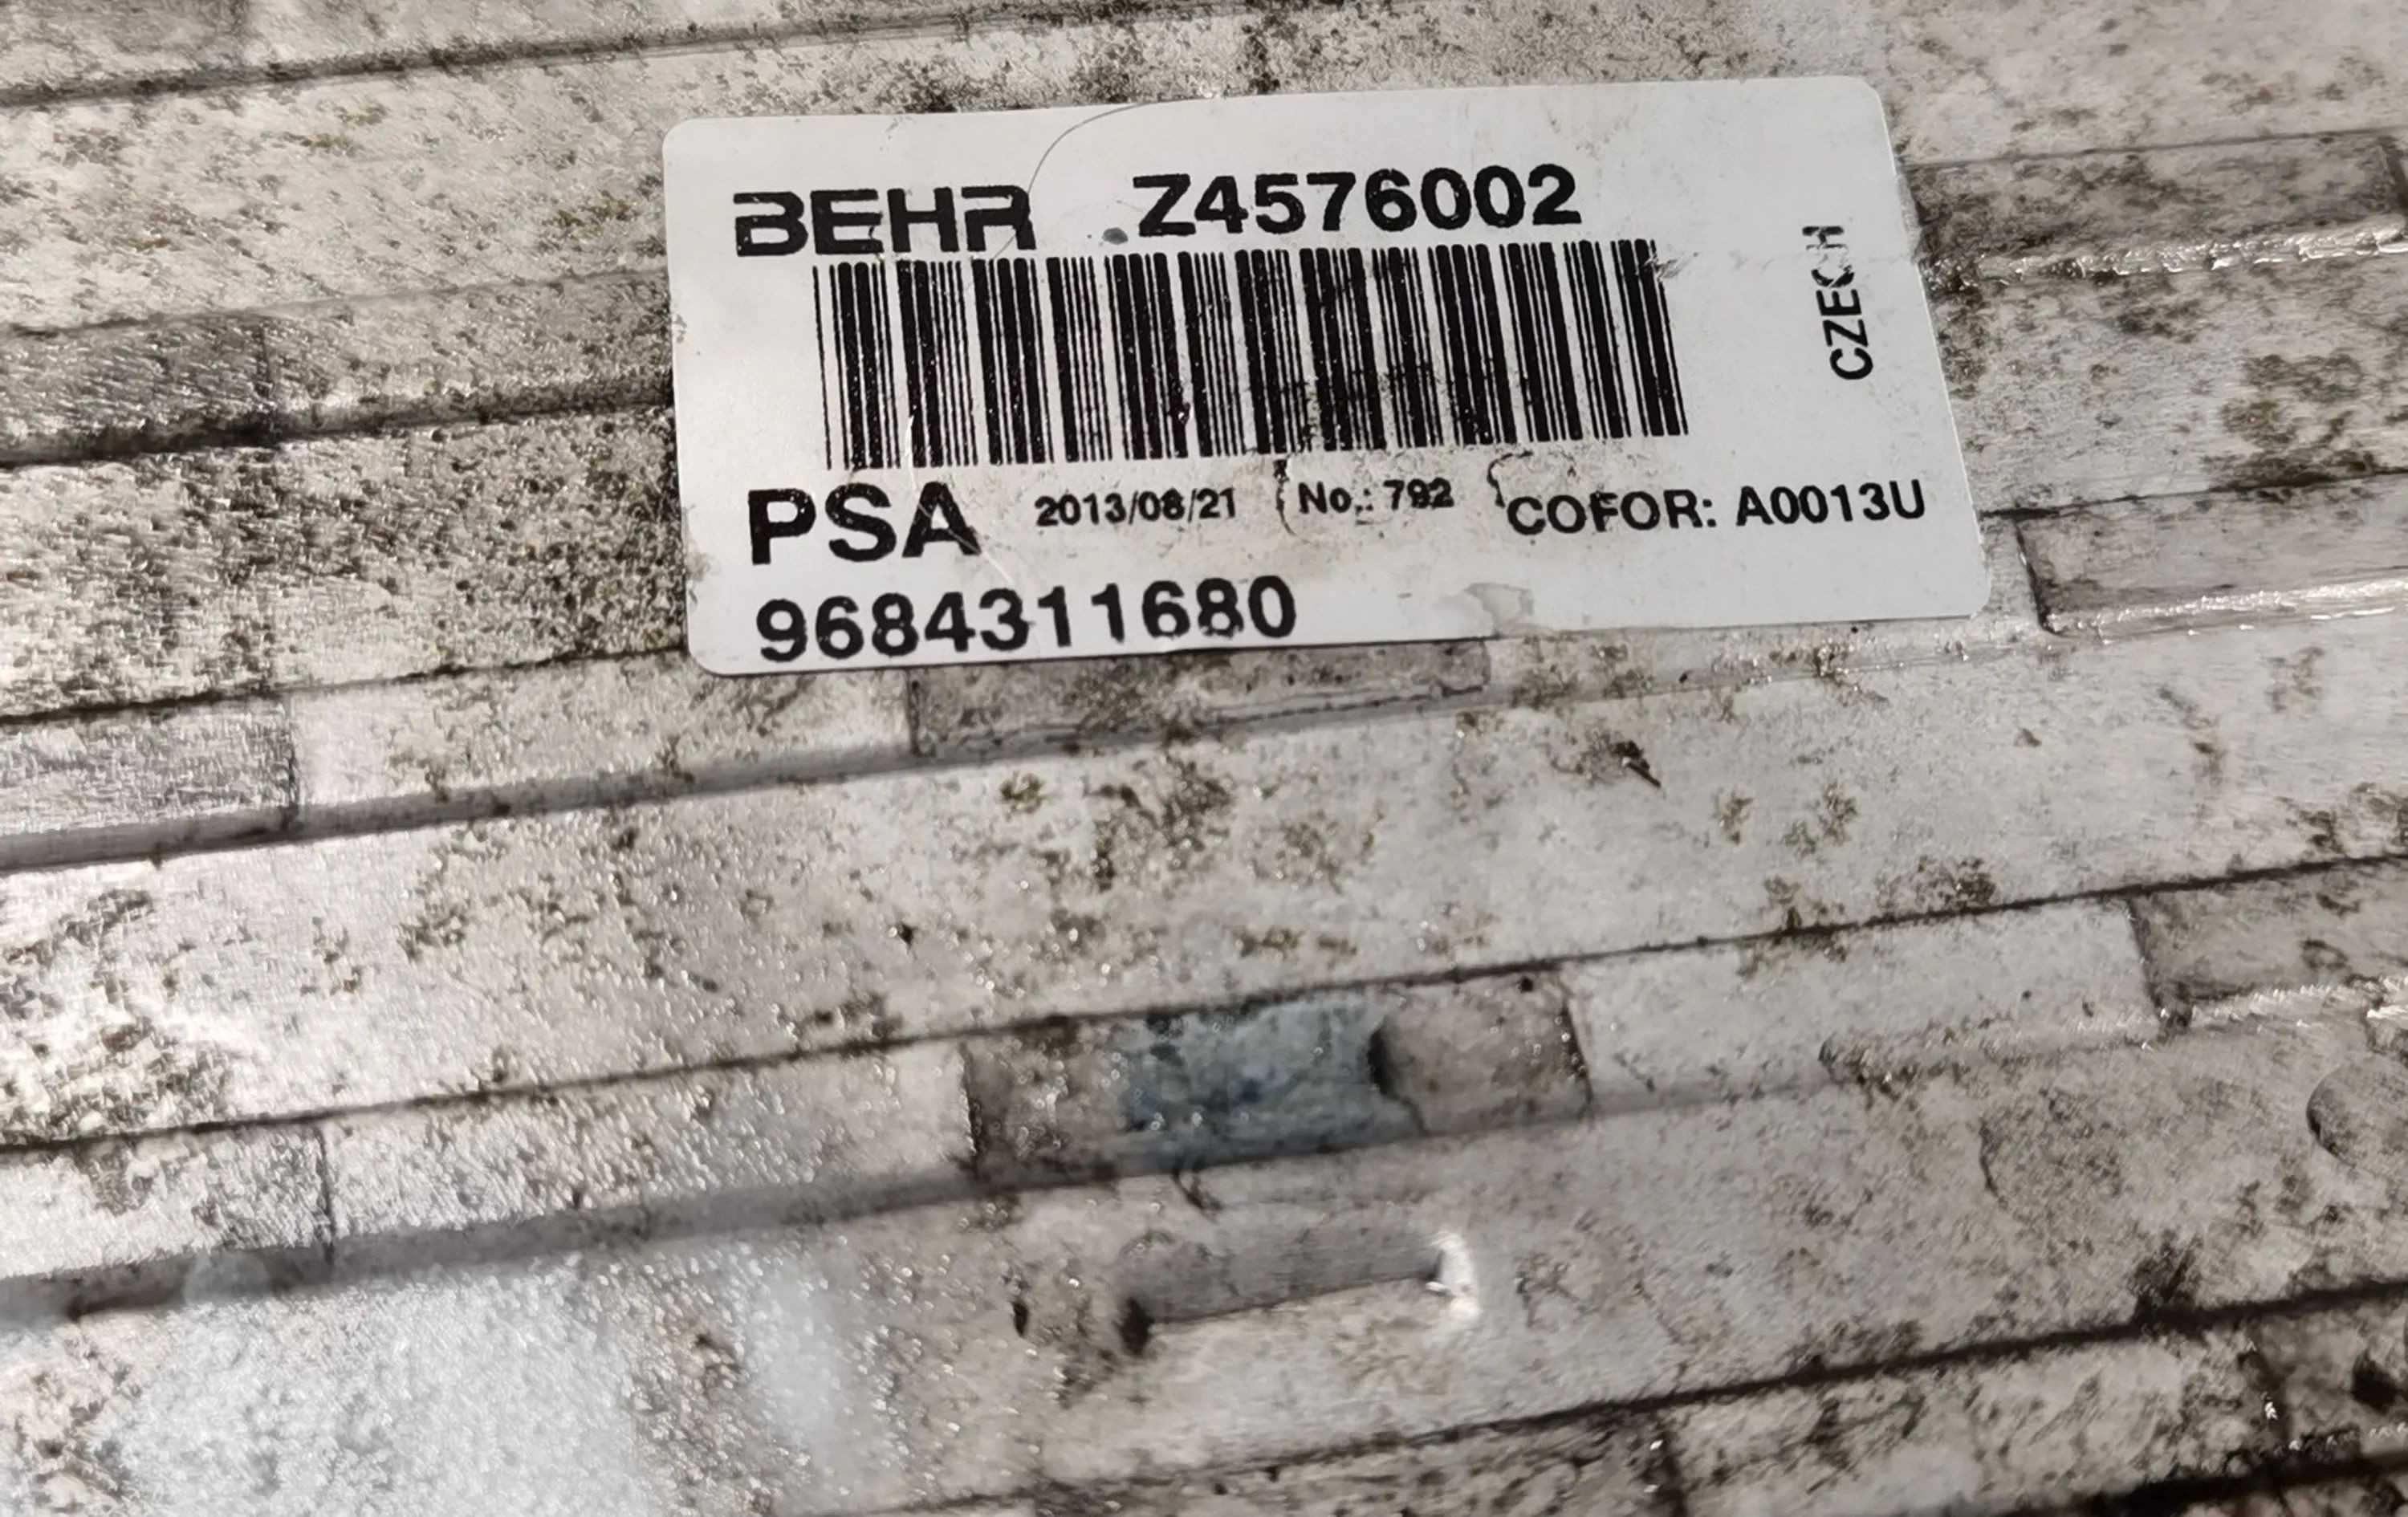 BEHR Z4576002
CZECH
PSA 2013/08/21 No.: 792 COFOR: A0013U
9684311680